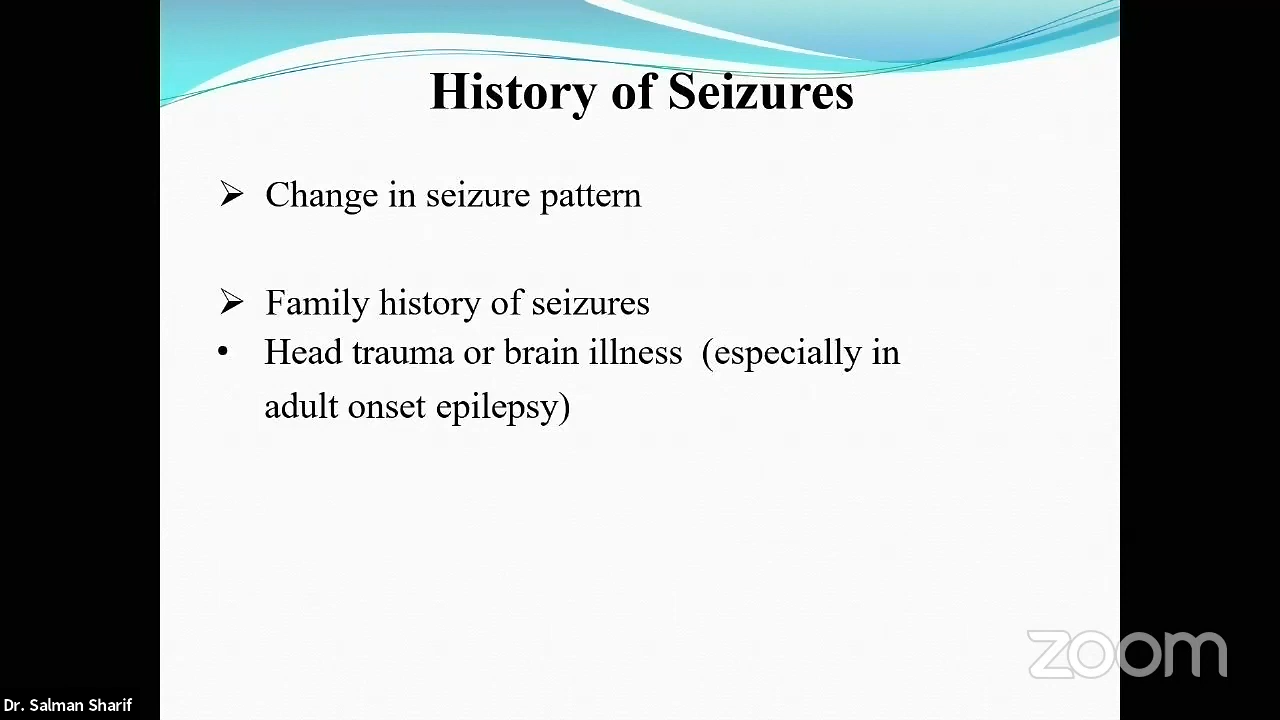 History of Seizures
➢ Change in seizure pattern
➢ Family history of seizures
• Head trauma or brain illness (especially in
adult onset epilepsy)
zoom
Dr. Salman Sharif